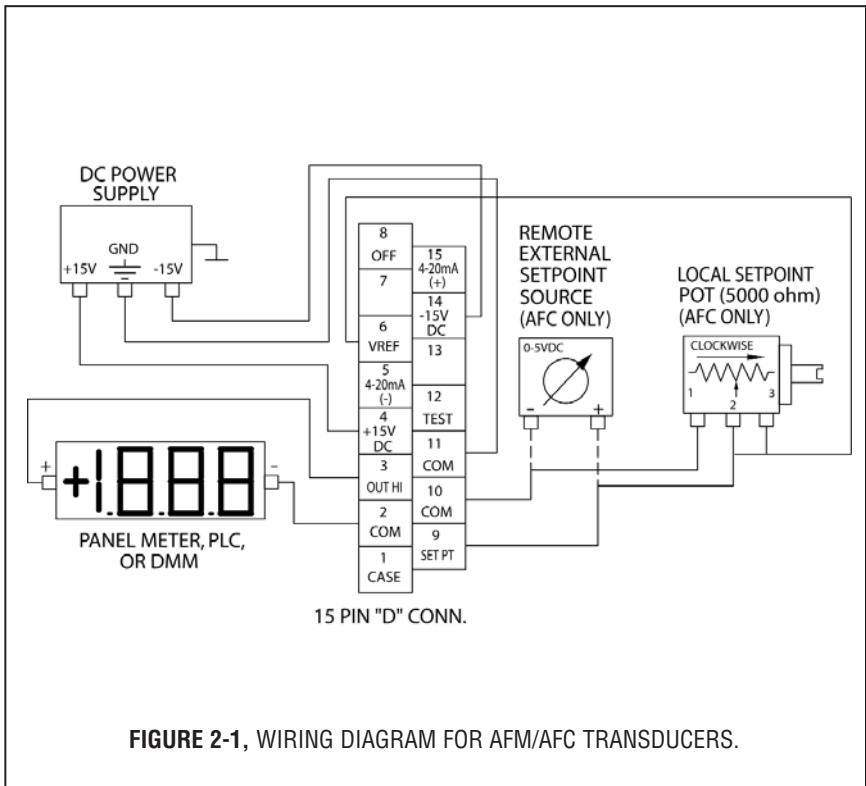 DC POWER
SUPPLY
GND
+15V
-15V
8
OFF
7
6
VREF
5
4-20mA
(-)
4
+15V
DC
3
OUT HI
2
COM
1
CASE
15
4-20mA
(+)
14
-15V
DC
13
12
TEST
11
COM
10
COM
9
SET PT
15 PIN "D" CONN.
REMOTE
EXTERNAL
SETPOINT
SOURCE
(AFC ONLY)
0-5VDC
-
+
LOCAL SETPOINT
POT (5000 ohm)
(AFC ONLY)
CLOCKWISE
1
2
3
+
+1.8.8.8
-
PANEL METER, PLC,
OR DMM
FIGURE 2-1, WIRING DIAGRAM FOR AFM/AFC TRANSDUCERS.